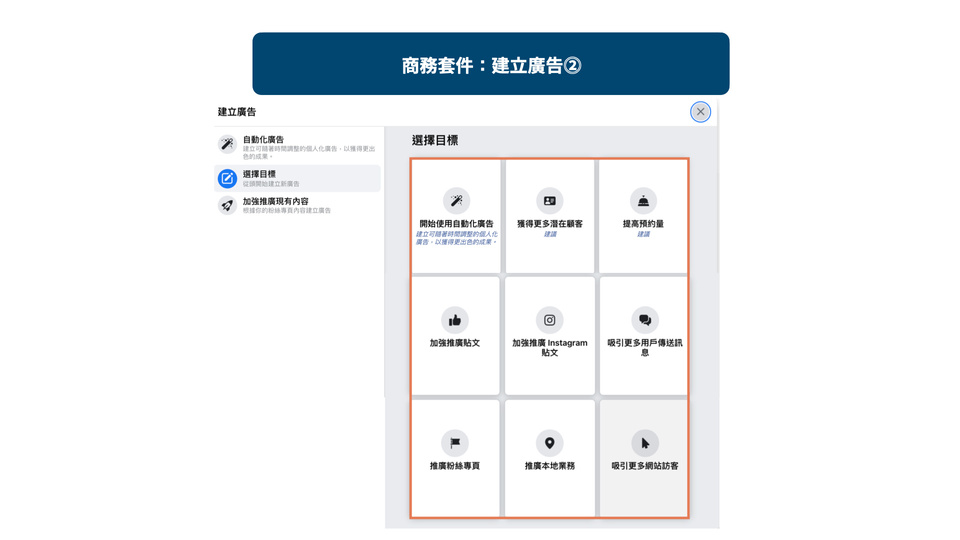 商務套件：建立廣告②
建立廣告
自動化廣告
建立可隨著時間調整的個人化廣告，以獲得更出
色的成果。
選擇目標
從頭開始建立新廣告
加強推廣現有內容
根據你的粉絲專頁內容建立廣告
選擇目標
開始使用自動化廣告
建立可隨著時間調整的個人化
廣告，以獲得更出色的成果。
獲得更多潛在顧客
建議
提高預約量
建議
加強推廣貼文
加強推廣 Instagram
貼文
吸引更多用戶傳送訊
息
推廣粉絲專頁
推廣本地業務
吸引更多網站訪客